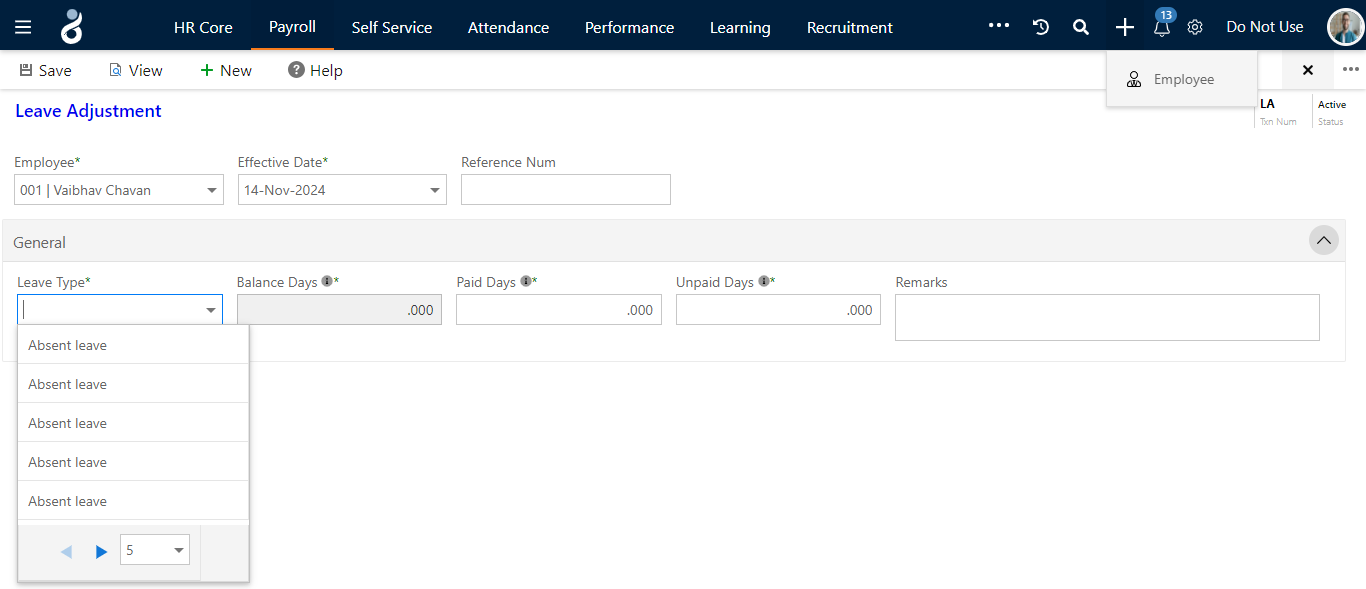 HR Core Payroll Self Service Attendance Performance Learning Recruitment ••• 13 Do Not Use
Save View + New ? Help Employee ✕ •••
Leave Adjustment LA Active
Txn Num Status
Employee* Effective Date* Reference Num
001 | Vaibhav Chavan 14-Nov-2024
General
Leave Type* Balance Days * Paid Days * Unpaid Days * Remarks
.000 .000 .000
Absent leave
Absent leave
Absent leave
Absent leave
Absent leave
5